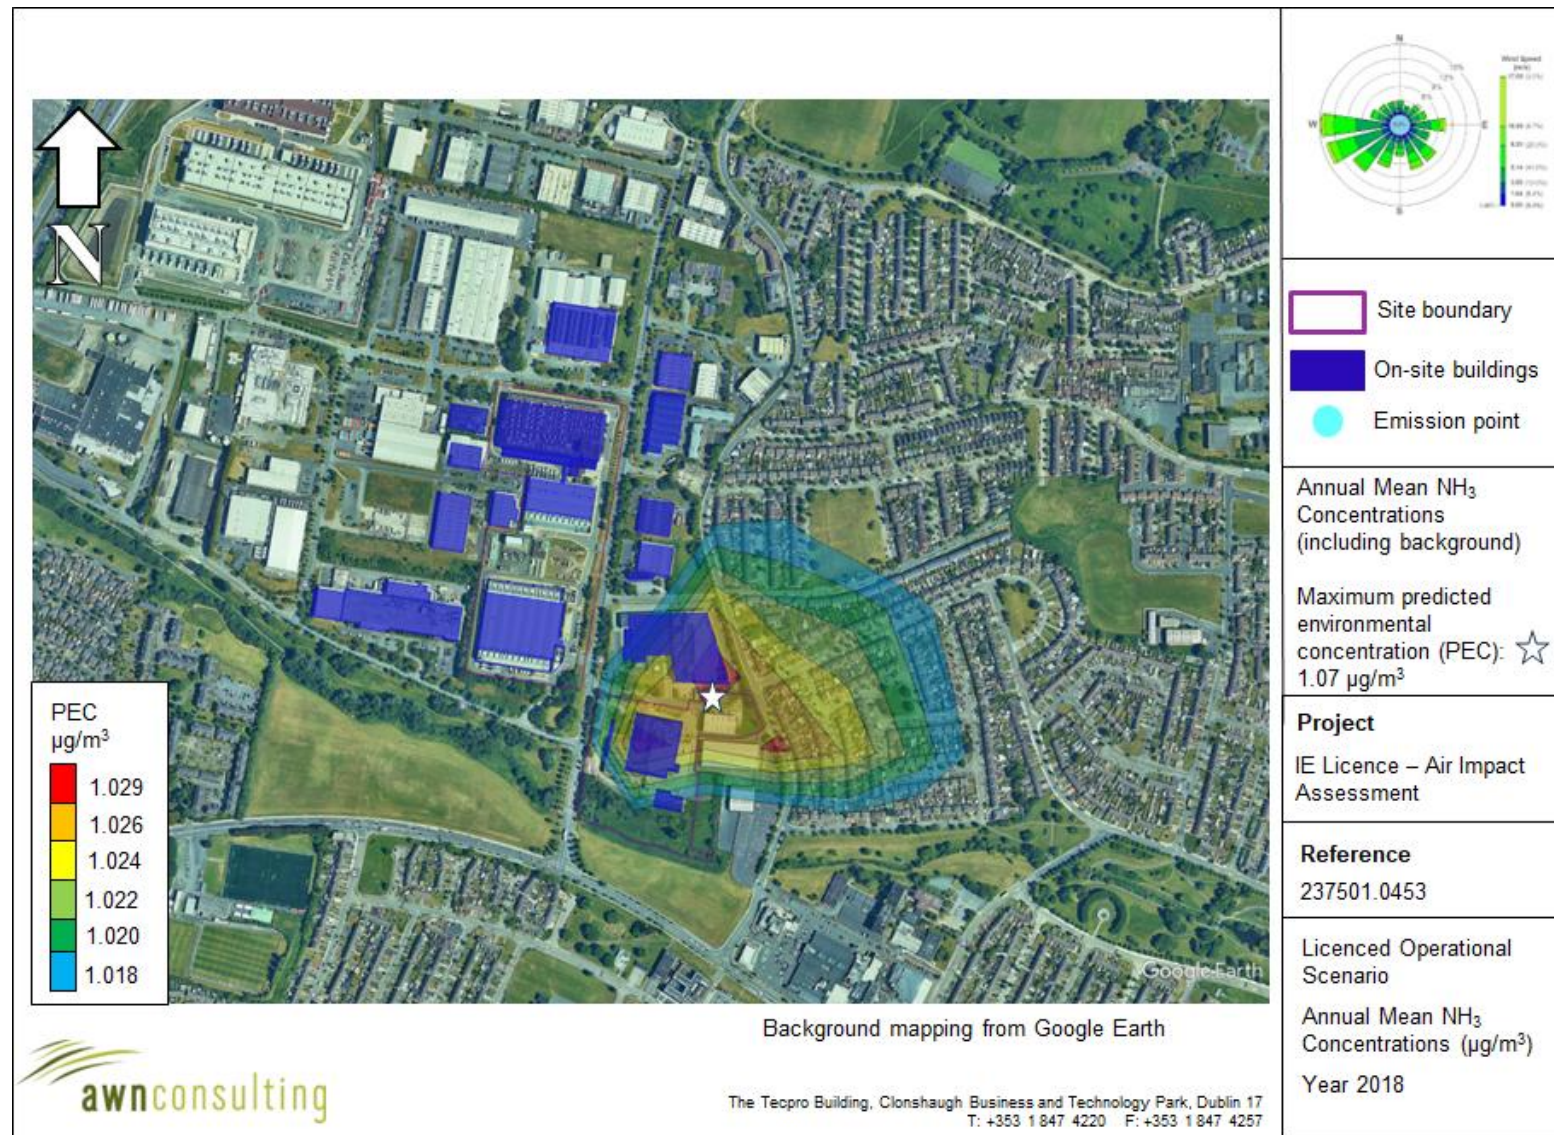 N
N
W
E
S
Wind Speed
(m/s)
Site boundary
On-site buildings
Emission point
Annual Mean NH₃
Concentrations
(including background)
Maximum predicted
environmental
concentration (PEC):
1.07 µg/m³
Project
IE Licence – Air Impact
Assessment
Reference
237501.0453
Licenced Operational
Scenario
Annual Mean NH₃
Concentrations (µg/m³)
Year 2018
PEC
µg/m³
1.029
1.026
1.024
1.022
1.020
1.018
Google Earth
Background mapping from Google Earth
awnconsulting
The Tecpro Building, Clonshaugh Business and Technology Park, Dublin 17
T: +353 1 847 4220 F: +353 1 847 4257